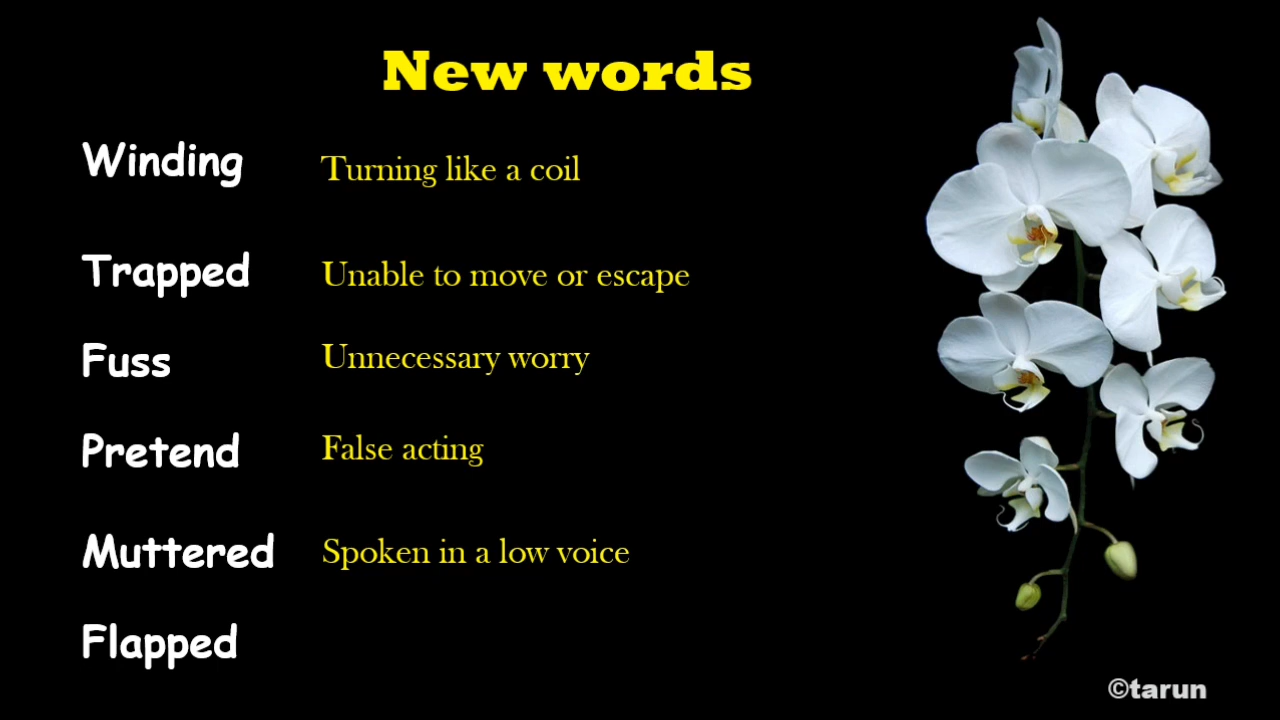 New words
Winding Turning like a coil
Trapped Unable to move or escape
Fuss Unnecessary worry
Pretend False acting
Muttered Spoken in a low voice
Flapped
©tarun